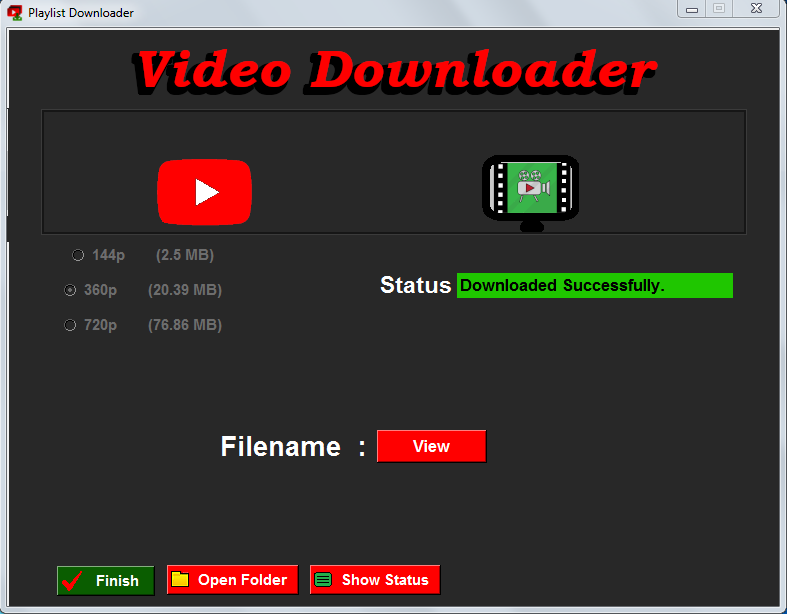 Playlist Downloader
Video Downloader
144p (2.5 MB)
360p (20.39 MB)
720p (76.86 MB)
Status Downloaded Successfully.
Filename : View
Finish Open Folder Show Status